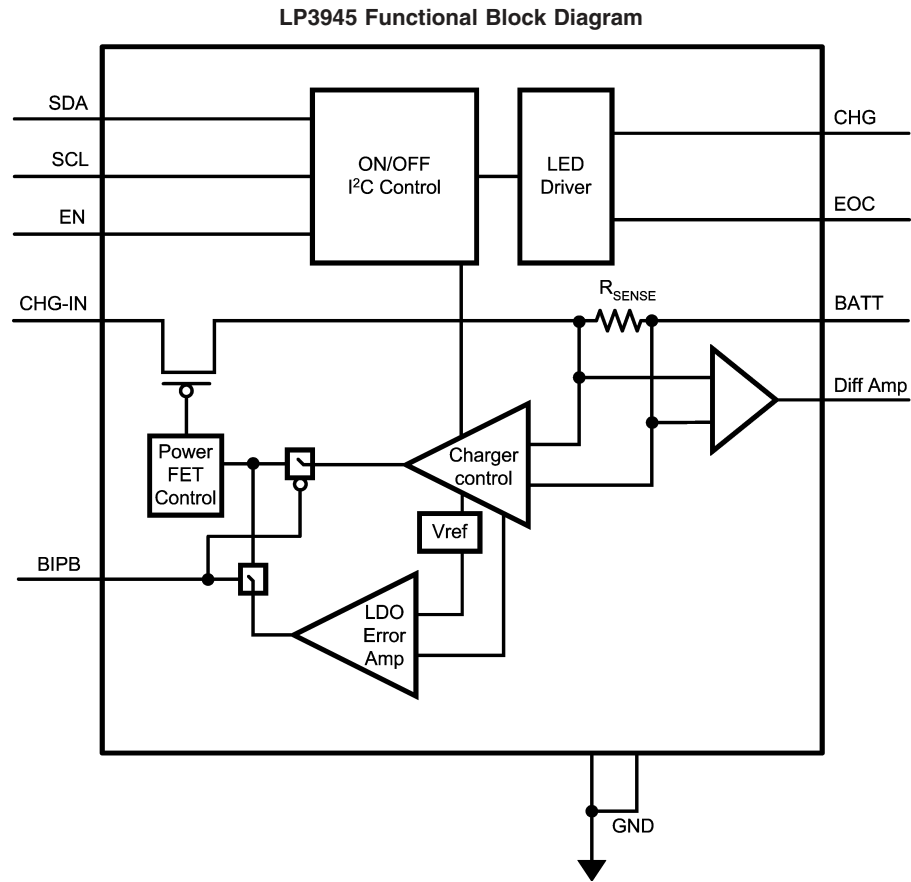 LP3945 Functional Block Diagram
SDA
SCL
EN
CHG-IN
BIPB
ON/OFF
I²C Control
LED
Driver
CHG
EOC
R_SENSE
BATT
Diff Amp
Power
FET
Control
Charger
control
Vref
LDO
Error
Amp
GND